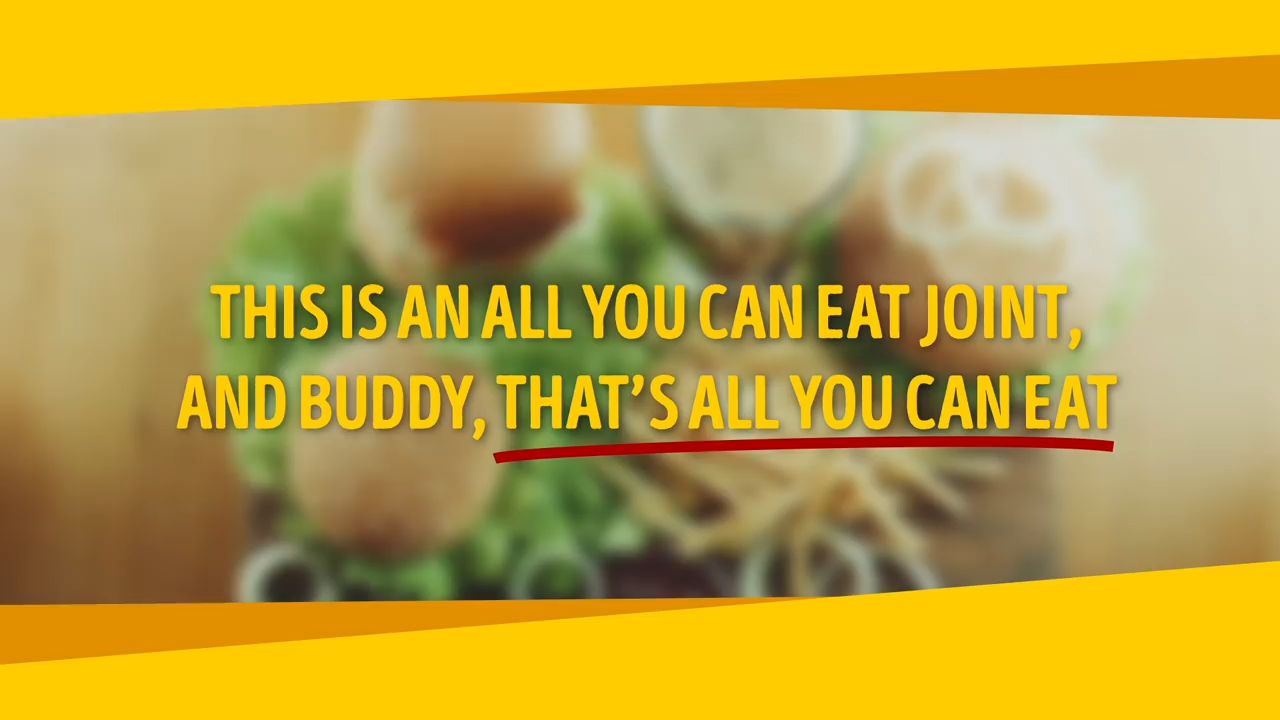 THIS IS AN ALL YOU CAN EAT JOINT,
AND BUDDY, THAT’S ALL YOU CAN EAT